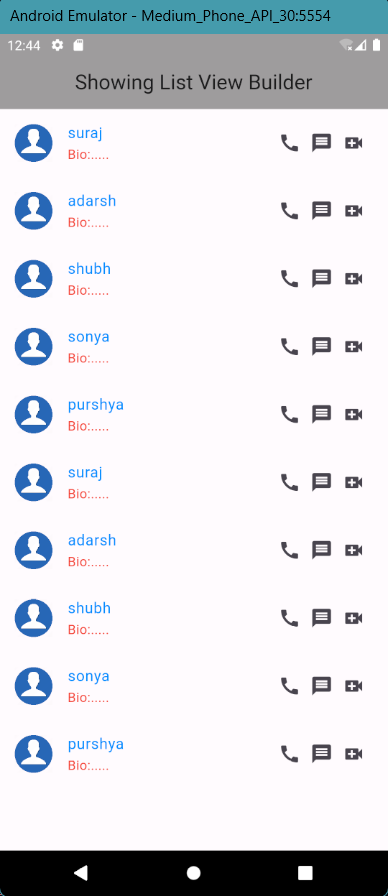 Android Emulator - Medium_Phone_API_30:5554
12:44
Showing List View Builder
suraj
Bio:.....
adarsh
Bio:.....
shubh
Bio:.....
sonya
Bio:.....
purshya
Bio:.....
suraj
Bio:.....
adarsh
Bio:.....
shubh
Bio:.....
sonya
Bio:.....
purshya
Bio:.....